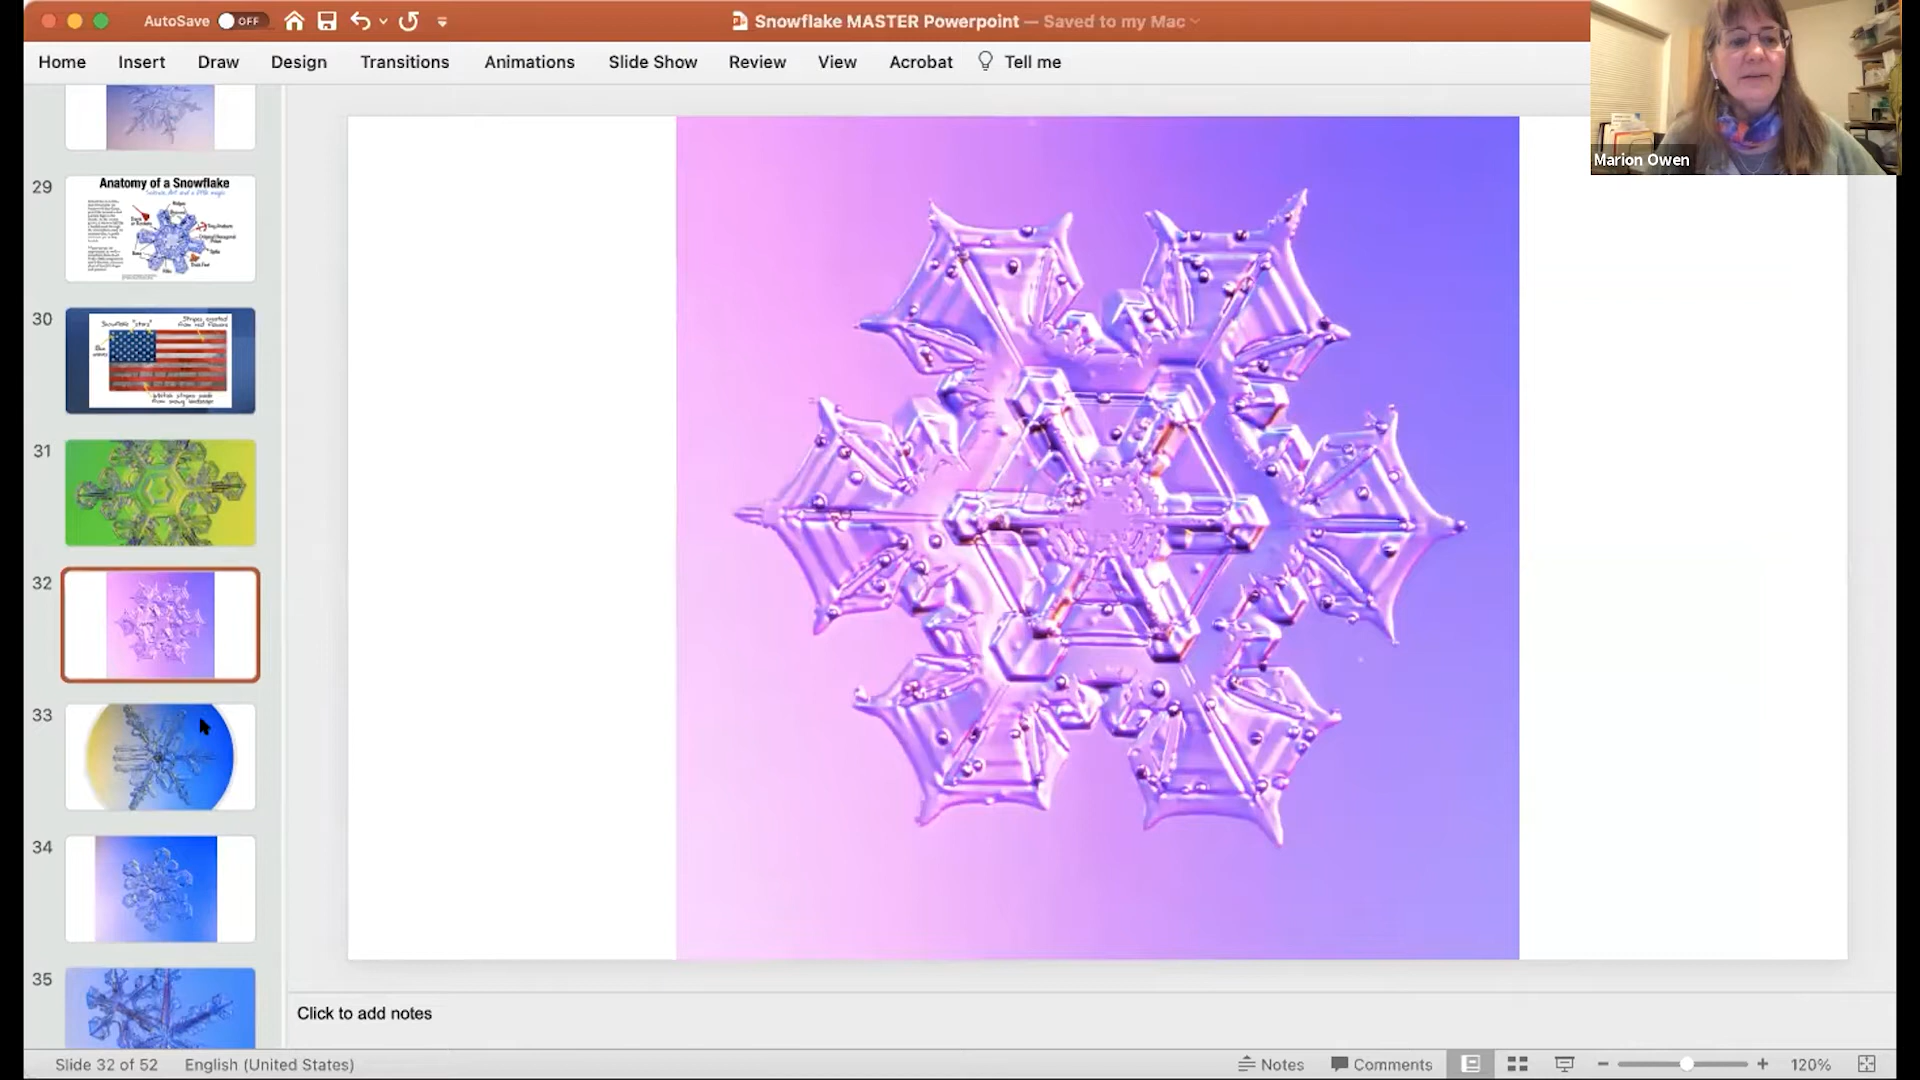 AutoSave OFF
Snowflake MASTER Powerpoint — Saved to my Mac
Home Insert Draw Design Transitions Animations Slide Show Review View Acrobat Tell me
Marion Owen
29
Anatomy of a Snowflake
30
Snowflake "stars"
31
32
33
34
35
Click to add notes
Slide 32 of 52 English (United States) Notes Comments 120%